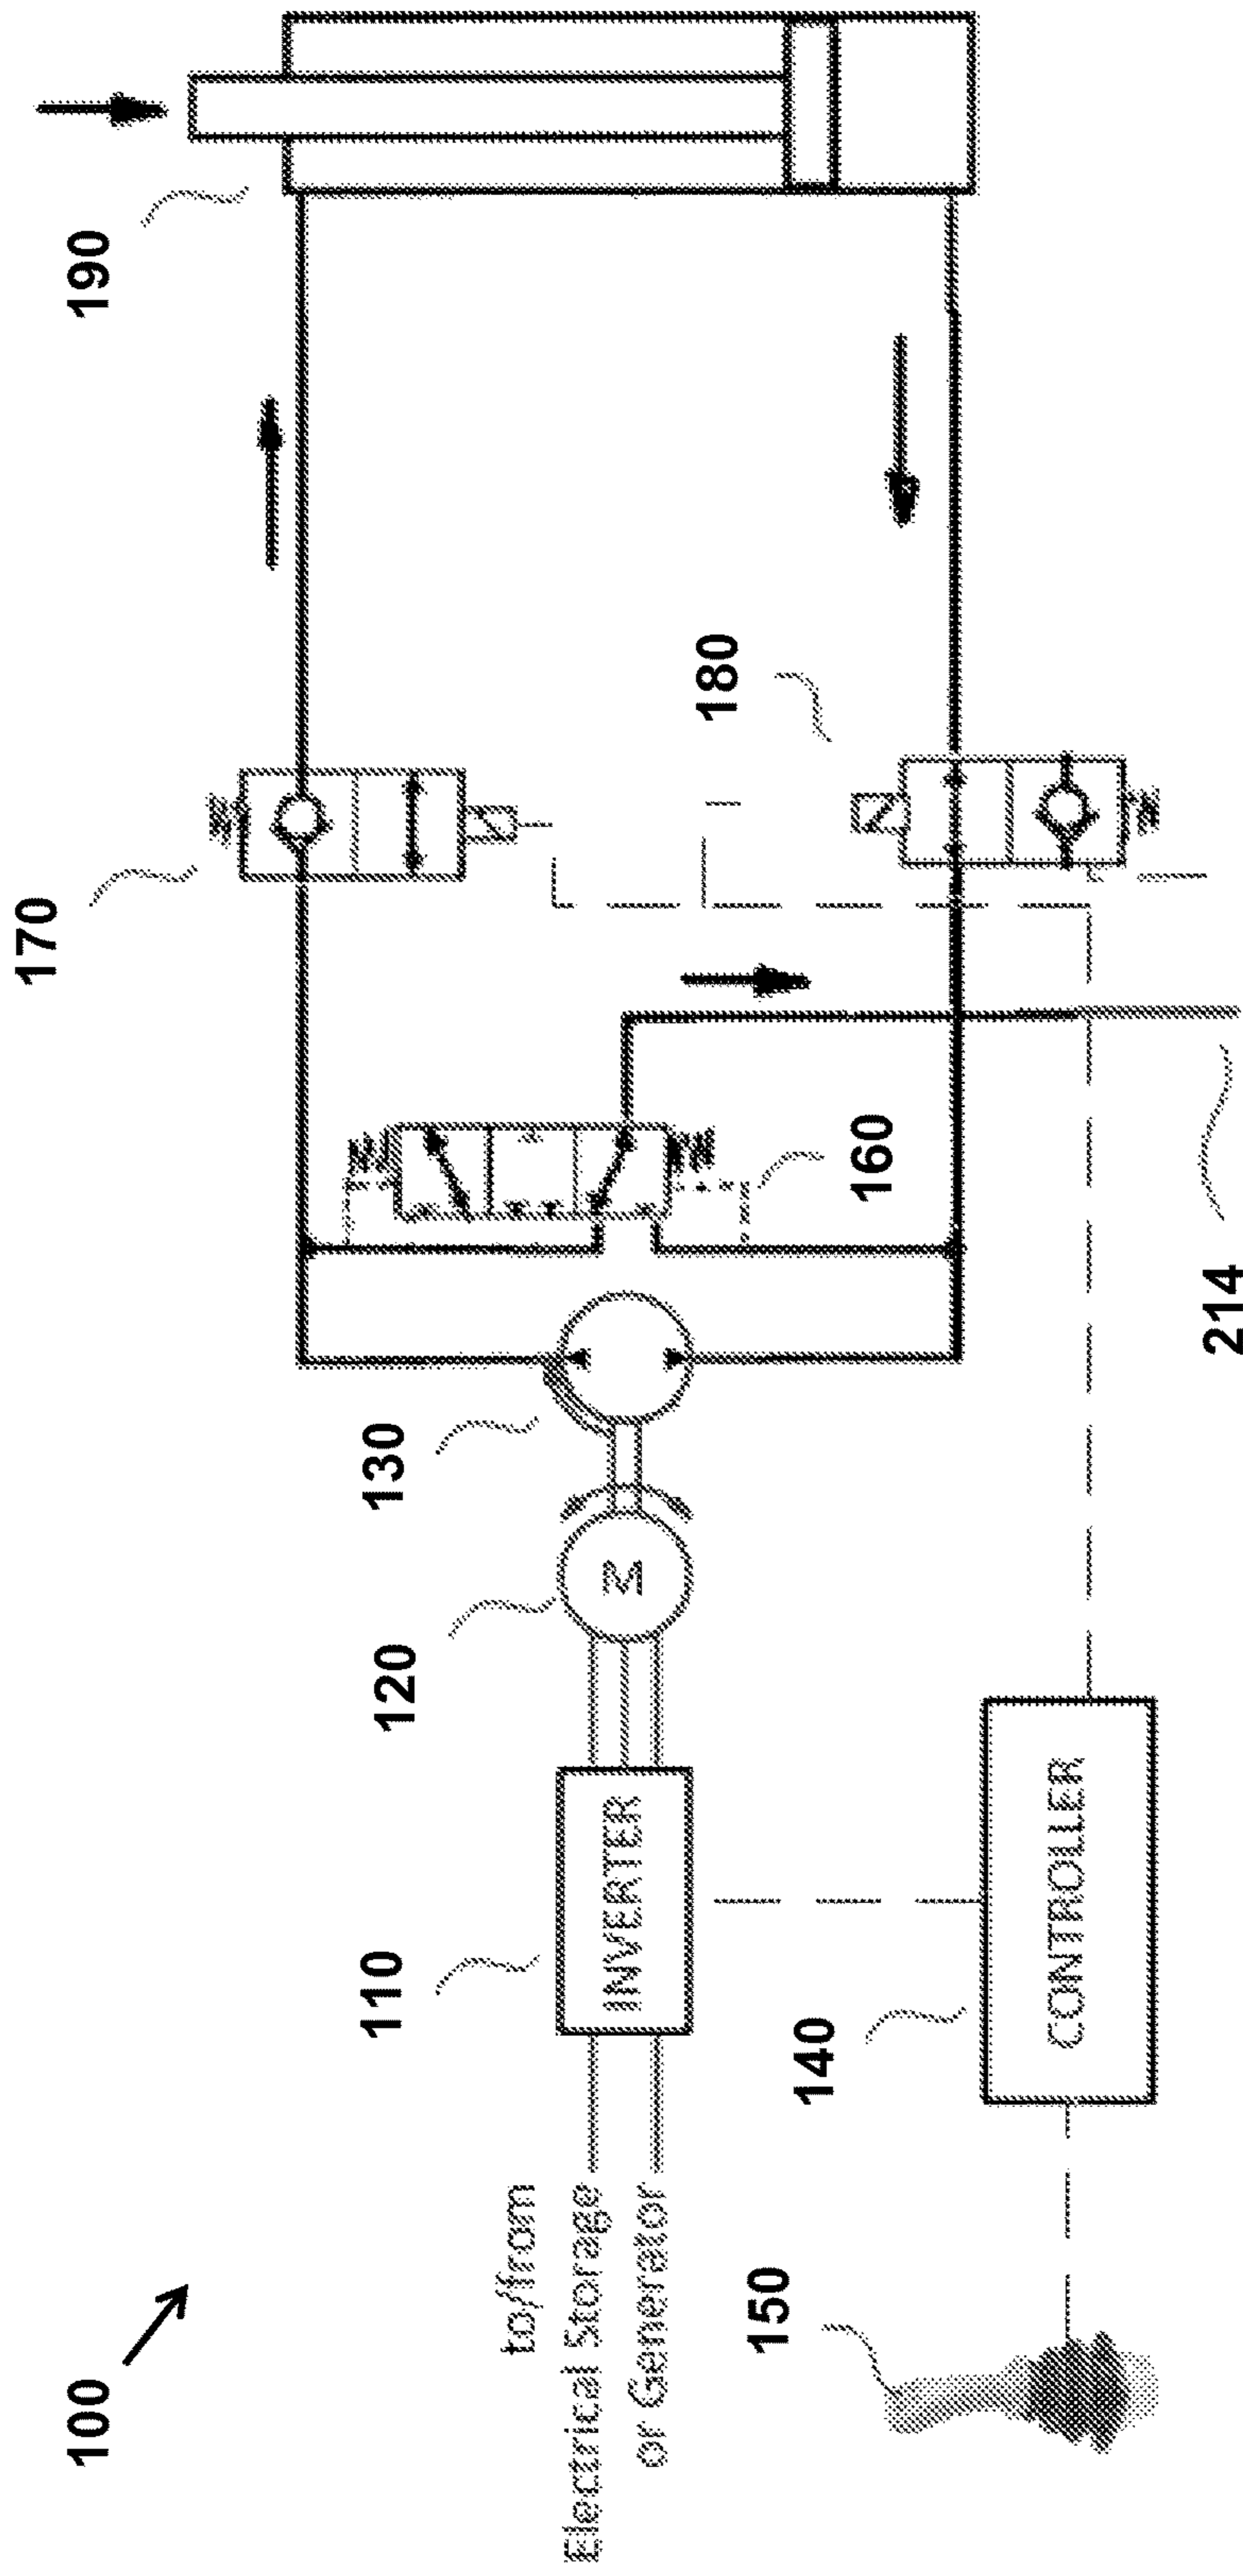 100
to/from
Electrical Storage
or Generator
110
INVERTER
120
M
130
170
190
160
180
150
140
CONTROLLER
214